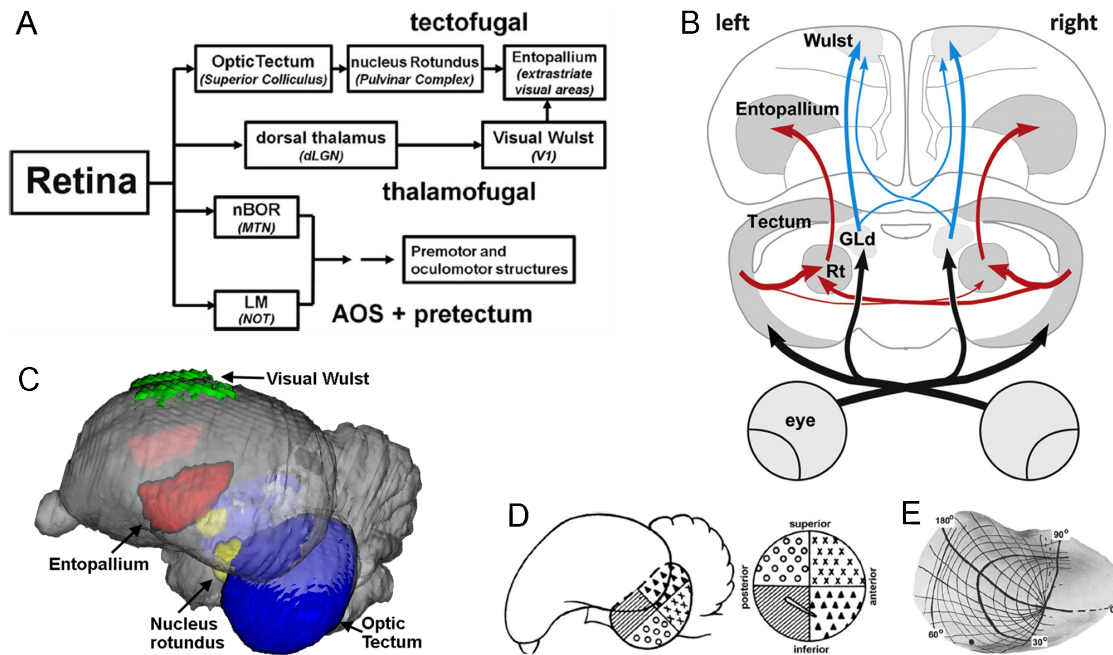 A
tectofugal
Optic Tectum
(Superior Colliculus)
nucleus Rotundus
(Pulvinar Complex)
Entopallium
(extrastriate
visual areas)
dorsal thalamus
(dLGN)
Visual Wulst
(V1)
Retina
thalamofugal
nBOR
(MTN)
Premotor and
oculomotor structures
LM
(NOT)
AOS + pretectum
B
left
right
Wulst
Entopallium
Tectum
GLd
Rt
eye
C
Visual Wulst
Entopallium
Nucleus
rotundus
Optic
Tectum
D
superior
posterior
anterior
inferior
E
180°
90°
60°
30°